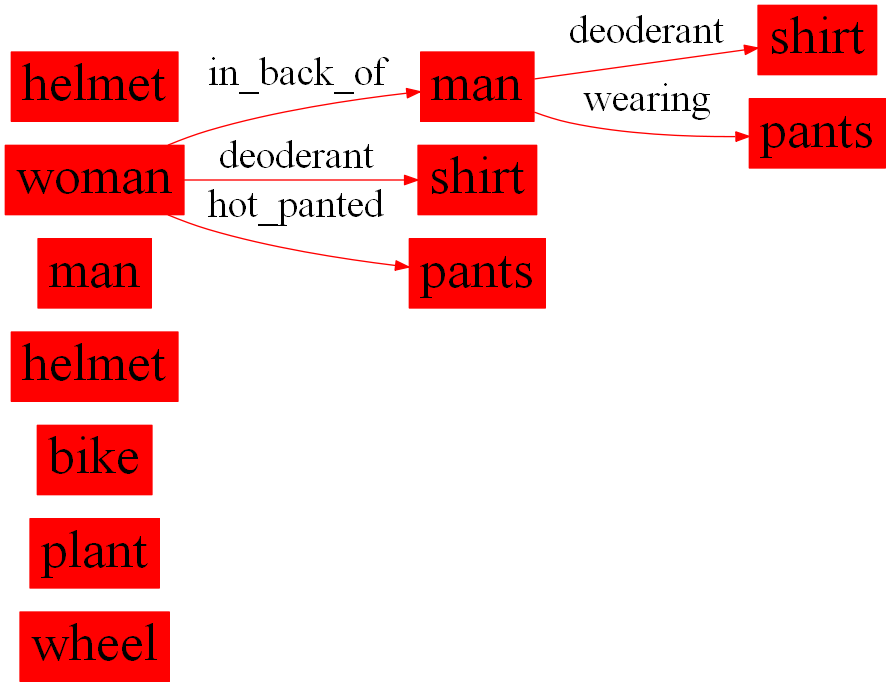 helmet
woman
man
helmet
bike
plant
wheel
in_back_of
deoderant
hot_panted
man
shirt
pants
deoderant
wearing
shirt
pants